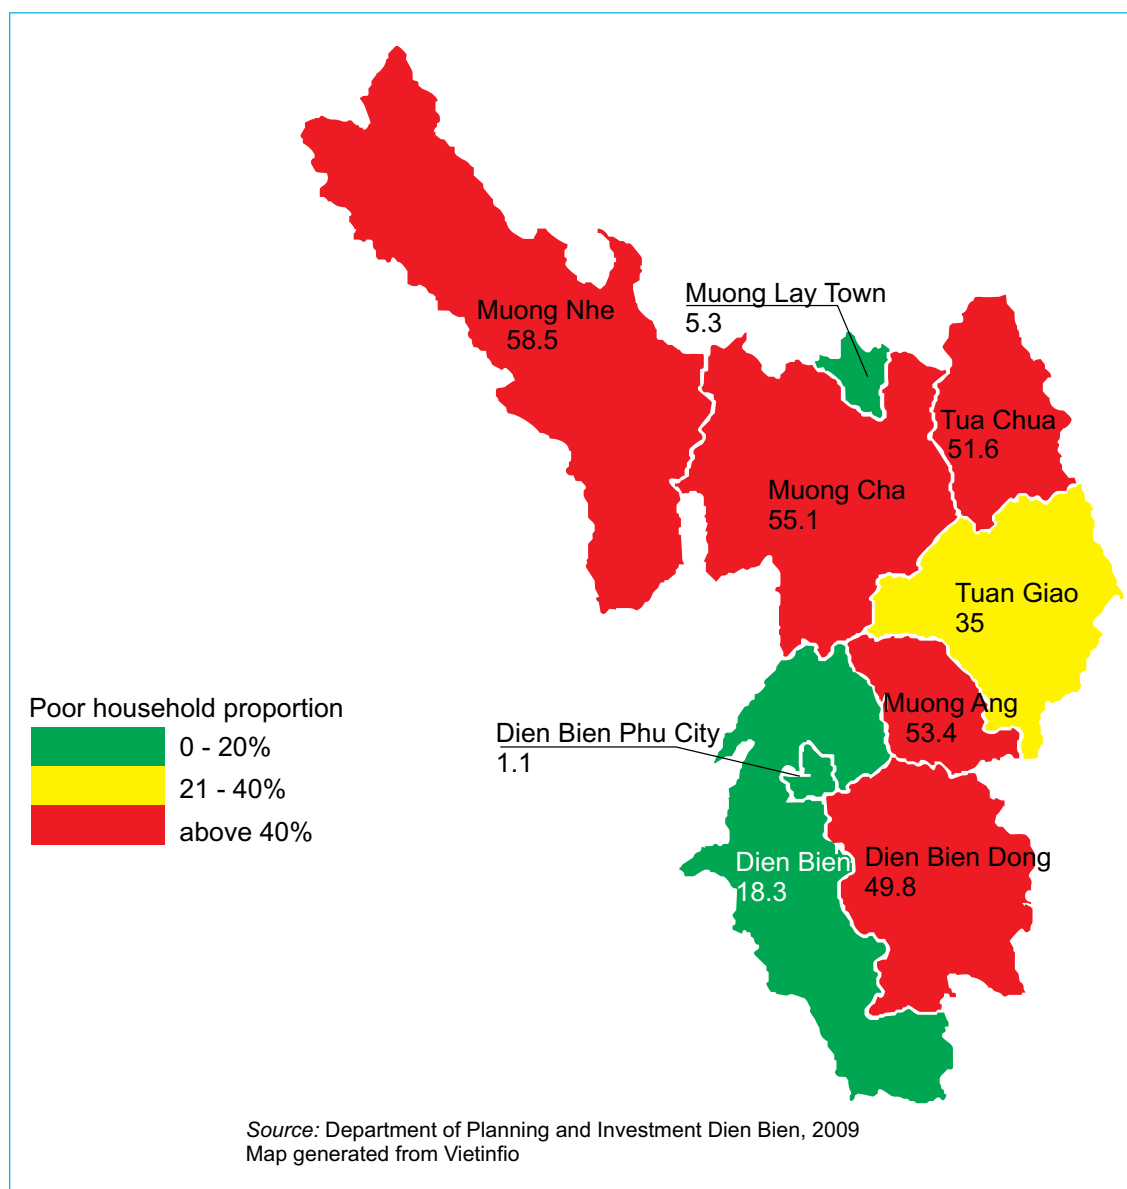 Muong Nhe
58.5
Muong Lay Town
5.3
Tua Chua
51.6
Muong Cha
55.1
Tuan Giao
35
Muong Ang
53.4
Dien Bien Phu City
1.1
Dien Bien
18.3
Dien Bien Dong
49.8
Poor household proportion
0 - 20%
21 - 40%
above 40%
Source: Department of Planning and Investment Dien Bien, 2009
Map generated from Vietinfio